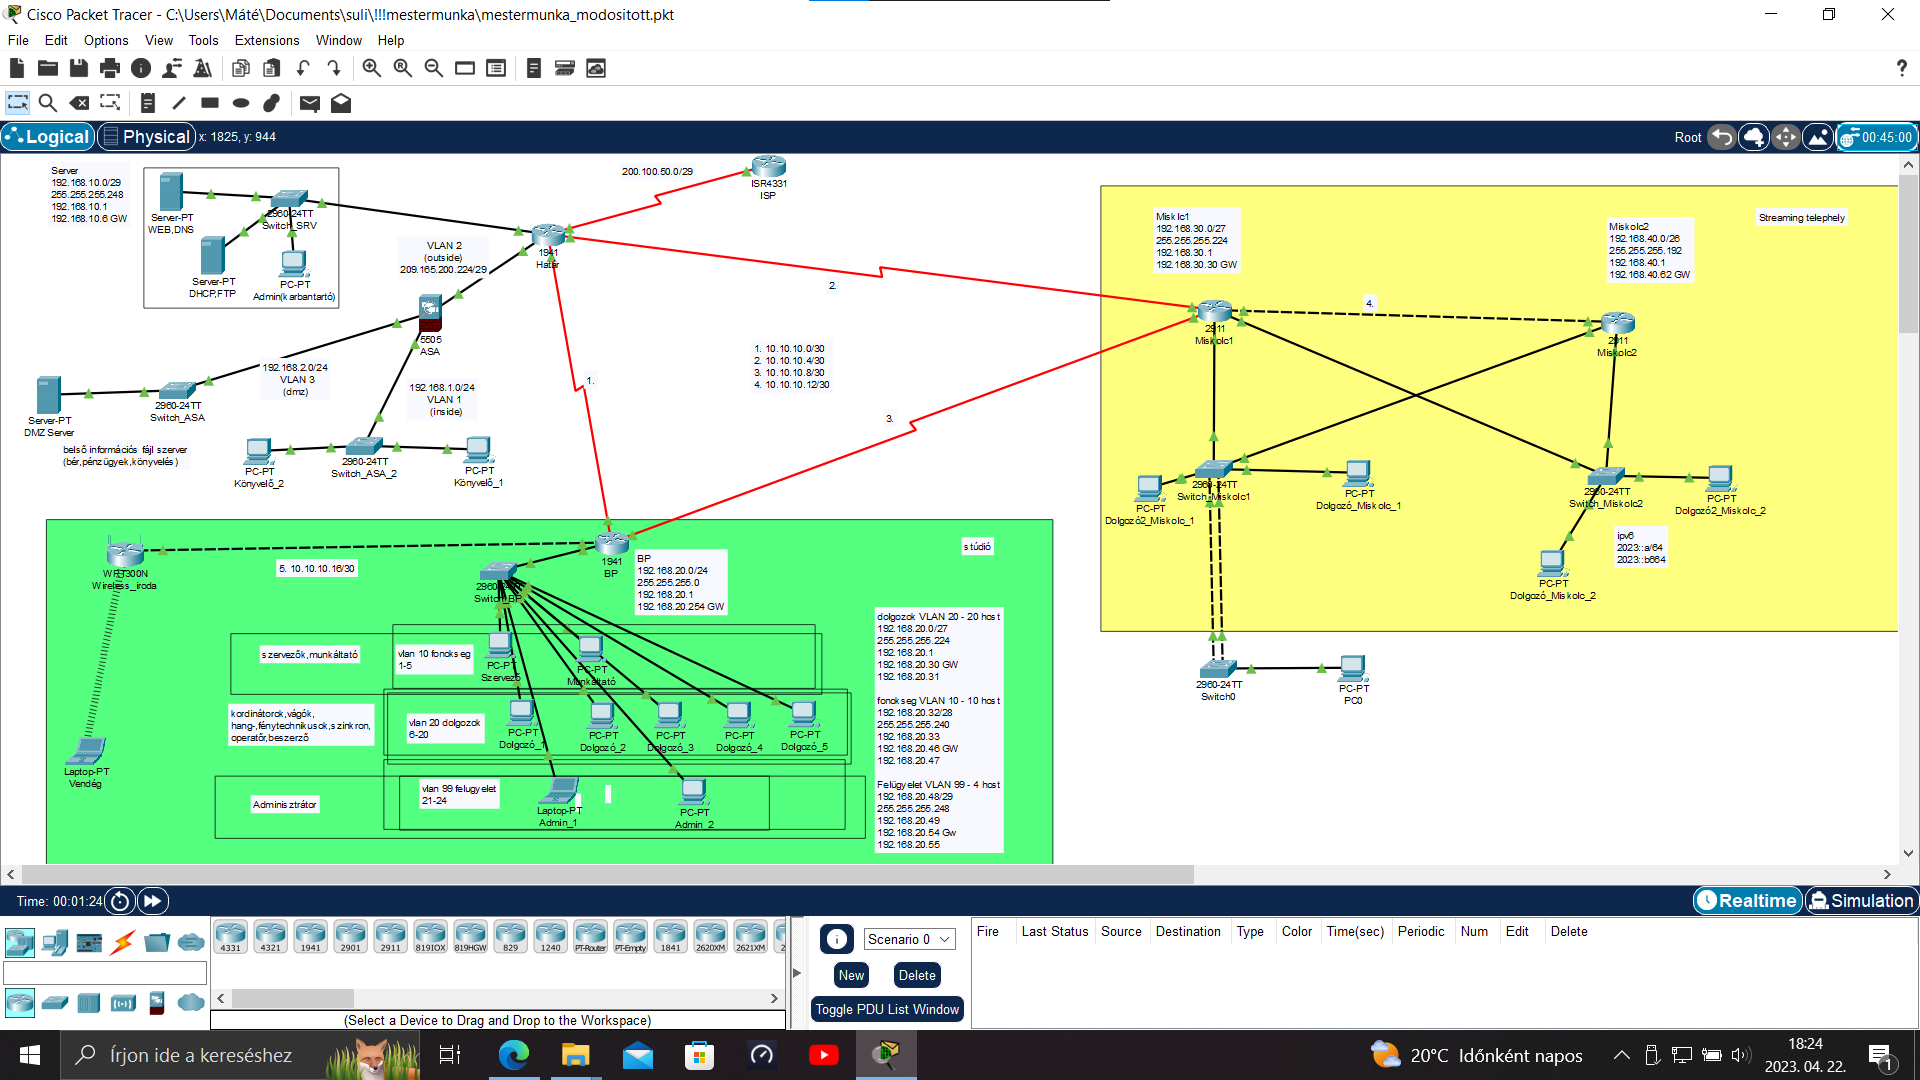 Cisco Packet Tracer - C:\Users\Máté\Documents\suli\!!!mestermunka\mestermunka_modositott.pkt
File Edit Options View Tools Extensions Window Help
Logical Physical x: 1825, y: 944
Root 00:45:00
Server
192.168.10.0/29
255.255.255.248
192.168.10.1
192.168.10.6 GW
Server-PT
WEB,DNS
2960-24TT
Switch_SRV
Server-PT
DHCP,FTP
PC-PT
Admin(karbantartó)
200.100.50.0/29
ISR4331
ISP
VLAN 2
(outside)
209.165.200.224/29
1941
Határ
5505
ASA
192.168.2.0/24
VLAN 3
(dmz)
192.168.1.0/24
VLAN 1
(inside)
2960-24TT
Switch_ASA
Server-PT
DMZ Server
belső információs fájl szerver
(bér,pénzügyek,könyvelés)
PC-PT
Könyvelő_2
2960-24TT
Switch_ASA_2
PC-PT
Könyvelő_1
1.
2.
3.
4.
1. 10.10.10.0/30
2. 10.10.10.4/30
3. 10.10.10.8/30
4. 10.10.10.12/30
Misklc1
192.168.30.0/27
255.255.255.224
192.168.30.1
192.168.30.30 GW
Miskolc2
192.168.40.0/26
255.255.255.192
192.168.40.1
192.168.40.62 GW
Streaming telephely
2911
Miskolc1
2911
Miskolc2
2960-24TT
Switch_Miskolc1
PC-PT
Dolgozó2_Miskolc_1
PC-PT
Dolgozó_Miskolc_1
2960-24TT
Switch_Miskolc2
PC-PT
Dolgozó2_Miskolc_2
PC-PT
Dolgozó_Miskolc_2
ipv6
2023::a/64
2023::b664
2960-24TT
Switch0
PC-PT
PC0
WRT300N
Wireless_iroda
5. 10.10.10.16/30
1941
BP
BP
192.168.20.0/24
255.255.255.0
192.168.20.1
192.168.20.254 GW
stúdió
2960-24TT
Switch_BP
szervezők,munkáltató
vlan 10 fonokseg
1-5
PC-PT
Szervező
PC-PT
Munkáltató
kordinátorok,vágók,
hang,fénytechnikusok,szinkron,
operatőr,beszerző
vlan 20 dolgozok
6-20
PC-PT
Dolgozó_1
PC-PT
Dolgozó_2
PC-PT
Dolgozó_3
PC-PT
Dolgozó_4
PC-PT
Dolgozó_5
Laptop-PT
Vendég
Adminisztrátor
vlan 99 felugyelet
21-24
Laptop-PT
Admin_1
PC-PT
Admin_2
dolgozok VLAN 20 - 20 host
192.168.20.0/27
255.255.255.224
192.168.20.1
192.168.20.30 GW
192.168.20.31
fonokseg VLAN 10 - 10 host
192.168.20.32/28
255.255.255.240
192.168.20.33
192.168.20.46 GW
192.168.20.47
Felügyelet VLAN 99 - 4 host
192.168.20.48/29
255.255.255.248
192.168.20.49
192.168.20.54 Gw
192.168.20.55
Time: 00:01:24
Realtime Simulation
4331 4321 1941 2901 2911 819IOX 819HGW 829 1240 PT-Router PT-Empty 1841 2620XM 2621XM
(Select a Device to Drag and Drop to the Workspace)
Scenario 0
New Delete
Toggle PDU List Window
Fire Last Status Source Destination Type Color Time(sec) Periodic Num Edit Delete
Írjon ide a kereséshez
20°C Időnként napos
18:24
2023. 04. 22.
1